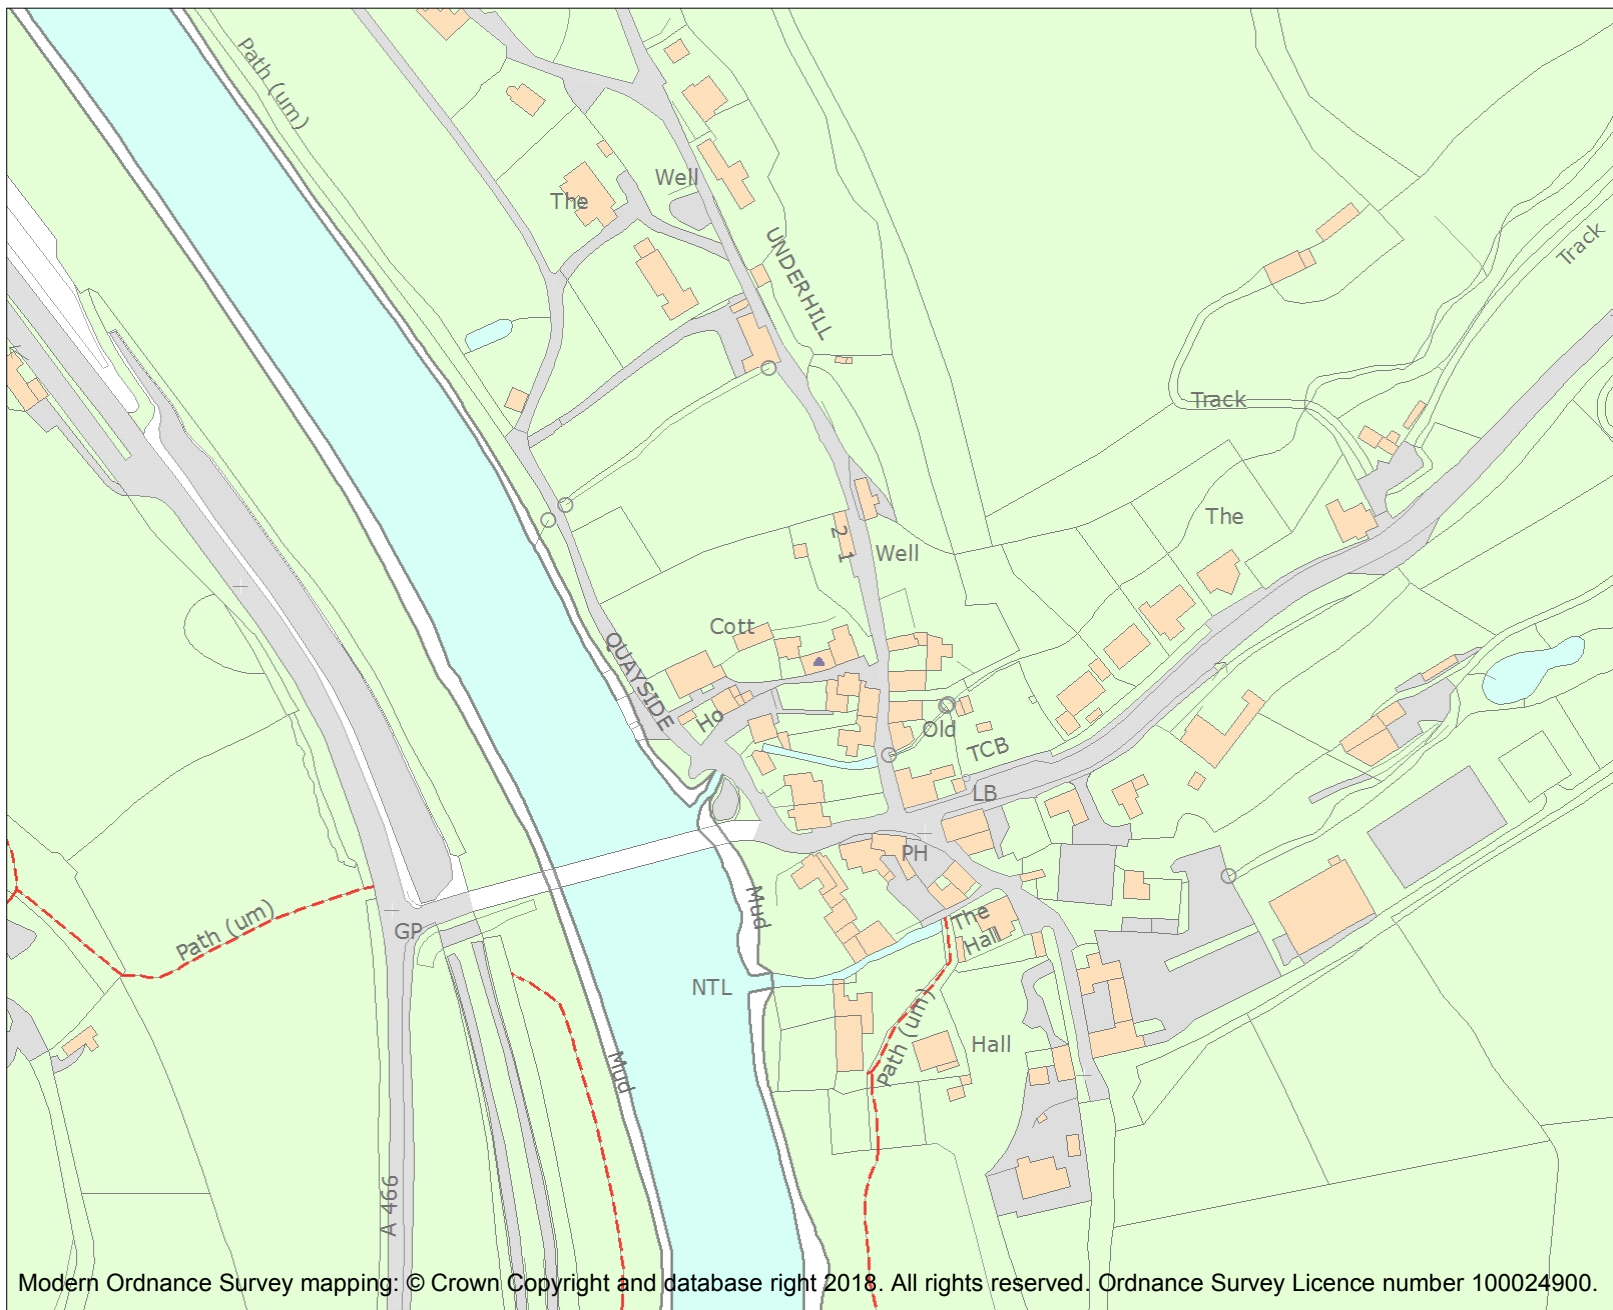 Path (um)
Well
The
UNDERHILL
Track
Track
The
2 1
Well
Cott
QUAYSIDE
Ho
Old
TCB
LB
PH
Mud
The
Hall
Path (um)
GP
NTL
Path (um)
Hall
Mud
A 466
Modern Ordnance Survey mapping: © Crown Copyright and database right 2018. All rights reserved. Ordnance Survey Licence number 100024900.